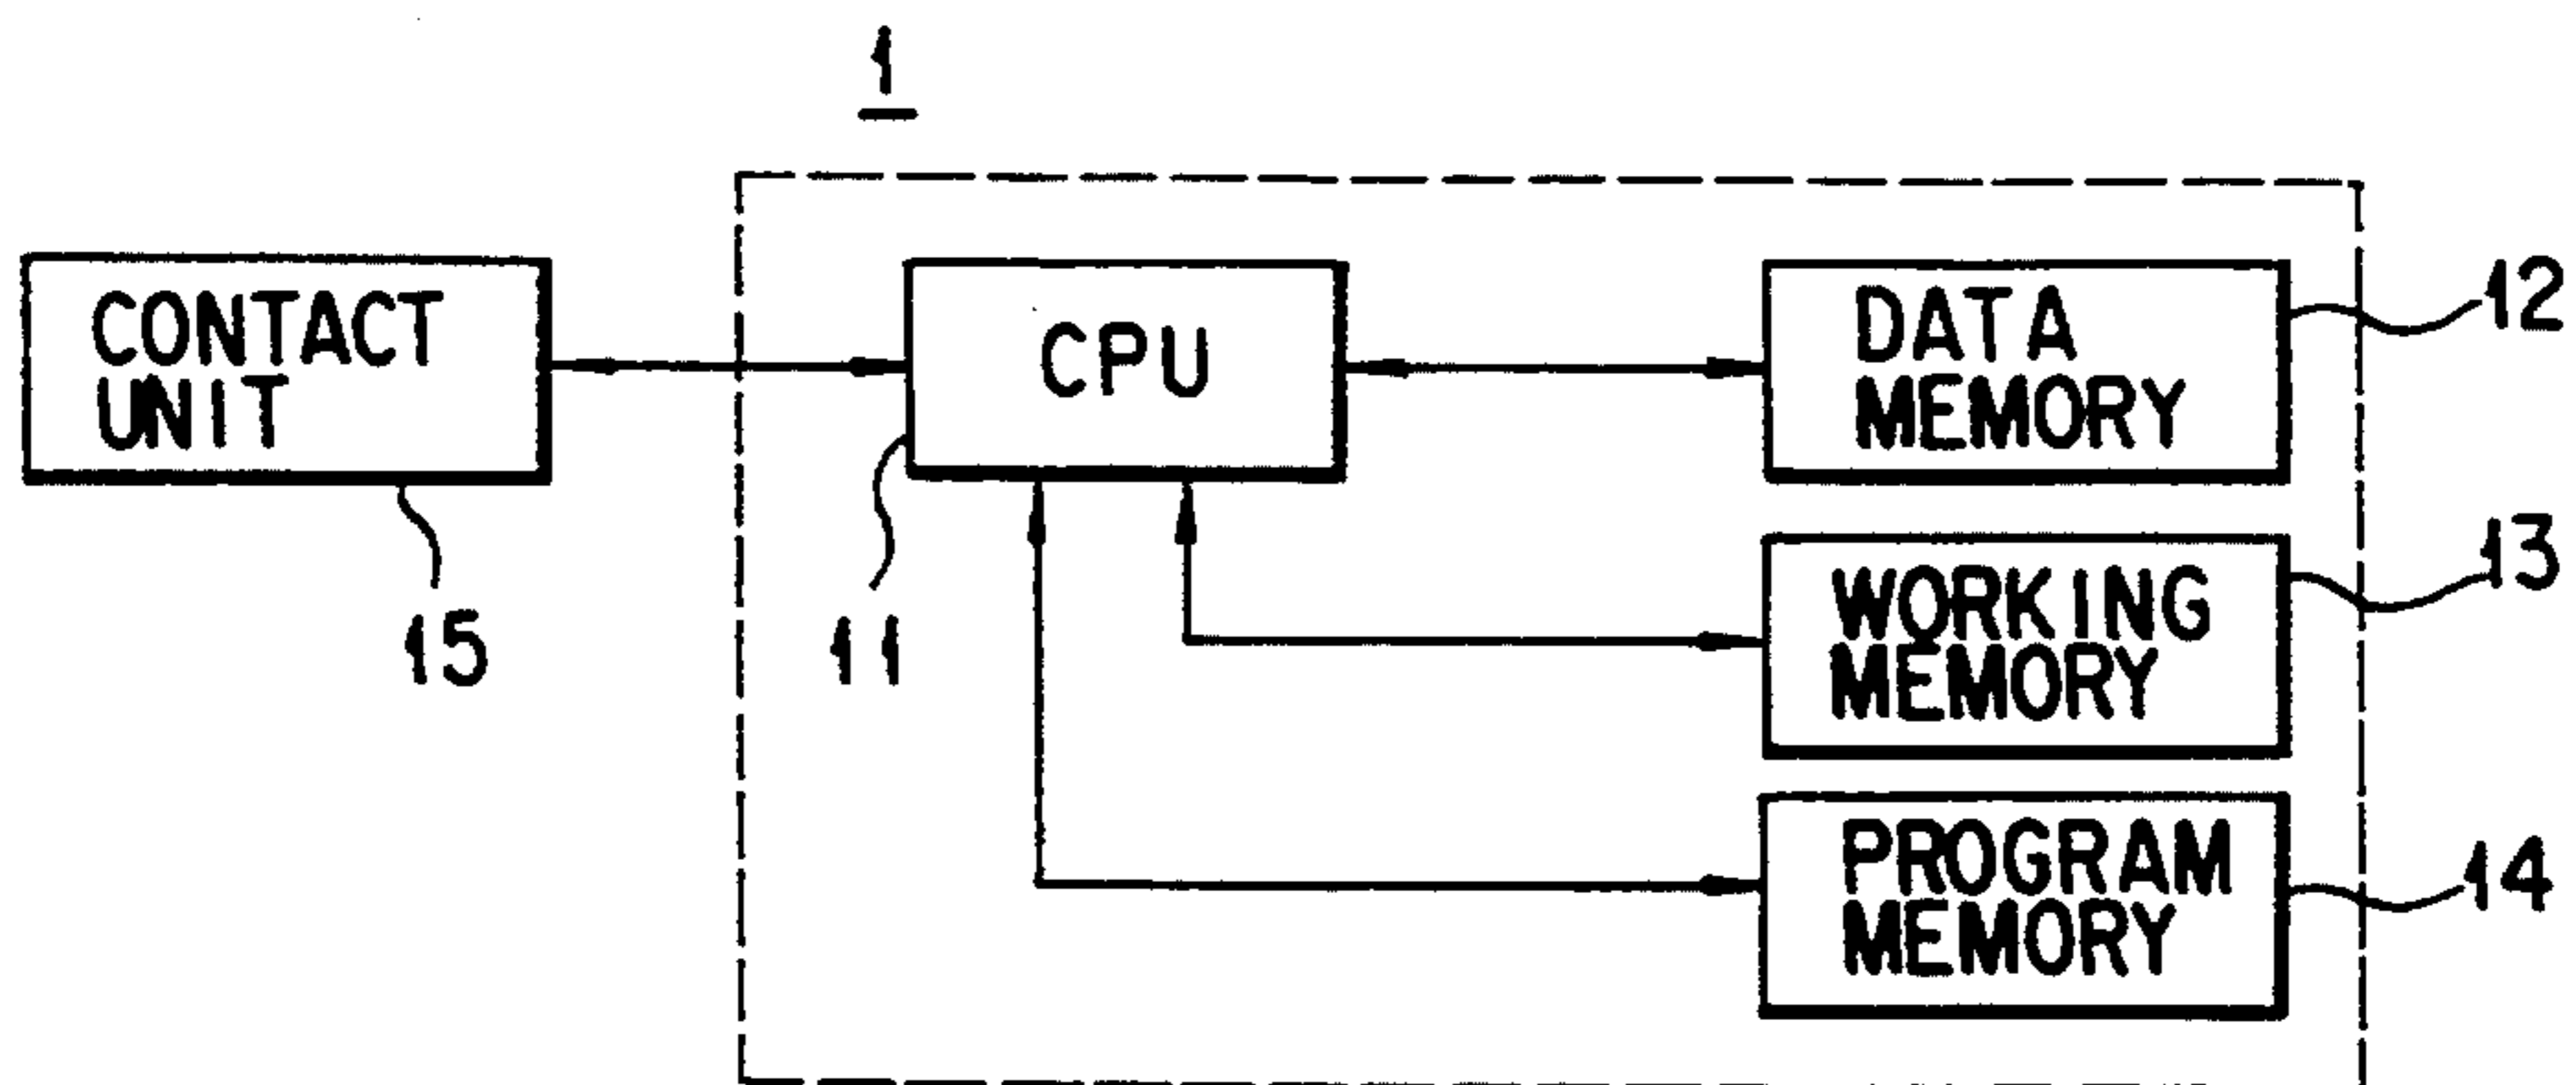 1
CONTACT
UNIT
CPU
DATA
MEMORY
12
WORKING
MEMORY
13
15
11
PROGRAM
MEMORY
14